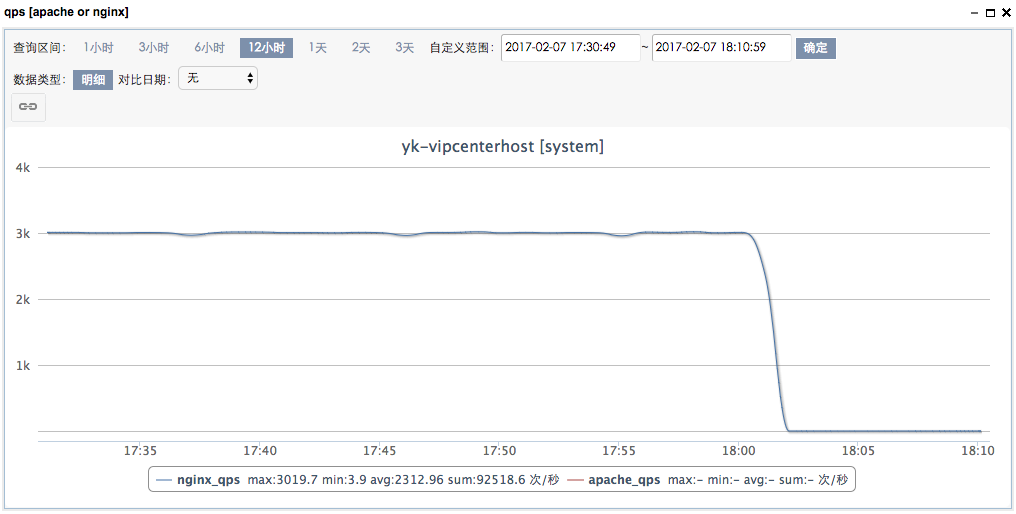 qps [apache or nginx]
查询区间: 1小时 3小时 6小时 12小时 1天 2天 3天 自定义范围: 2017-02-07 17:30:49 ~ 2017-02-07 18:10:59 确定
数据类型: 明细 对比日期: 无
yk-vipcenterhost [system]
4k
3k
2k
1k
17:35 17:40 17:45 17:50 17:55 18:00 18:05 18:10
nginx_qps max:3019.7 min:3.9 avg:2312.96 sum:92518.6 次/秒 apache_qps max:- min:- avg:- sum:- 次/秒